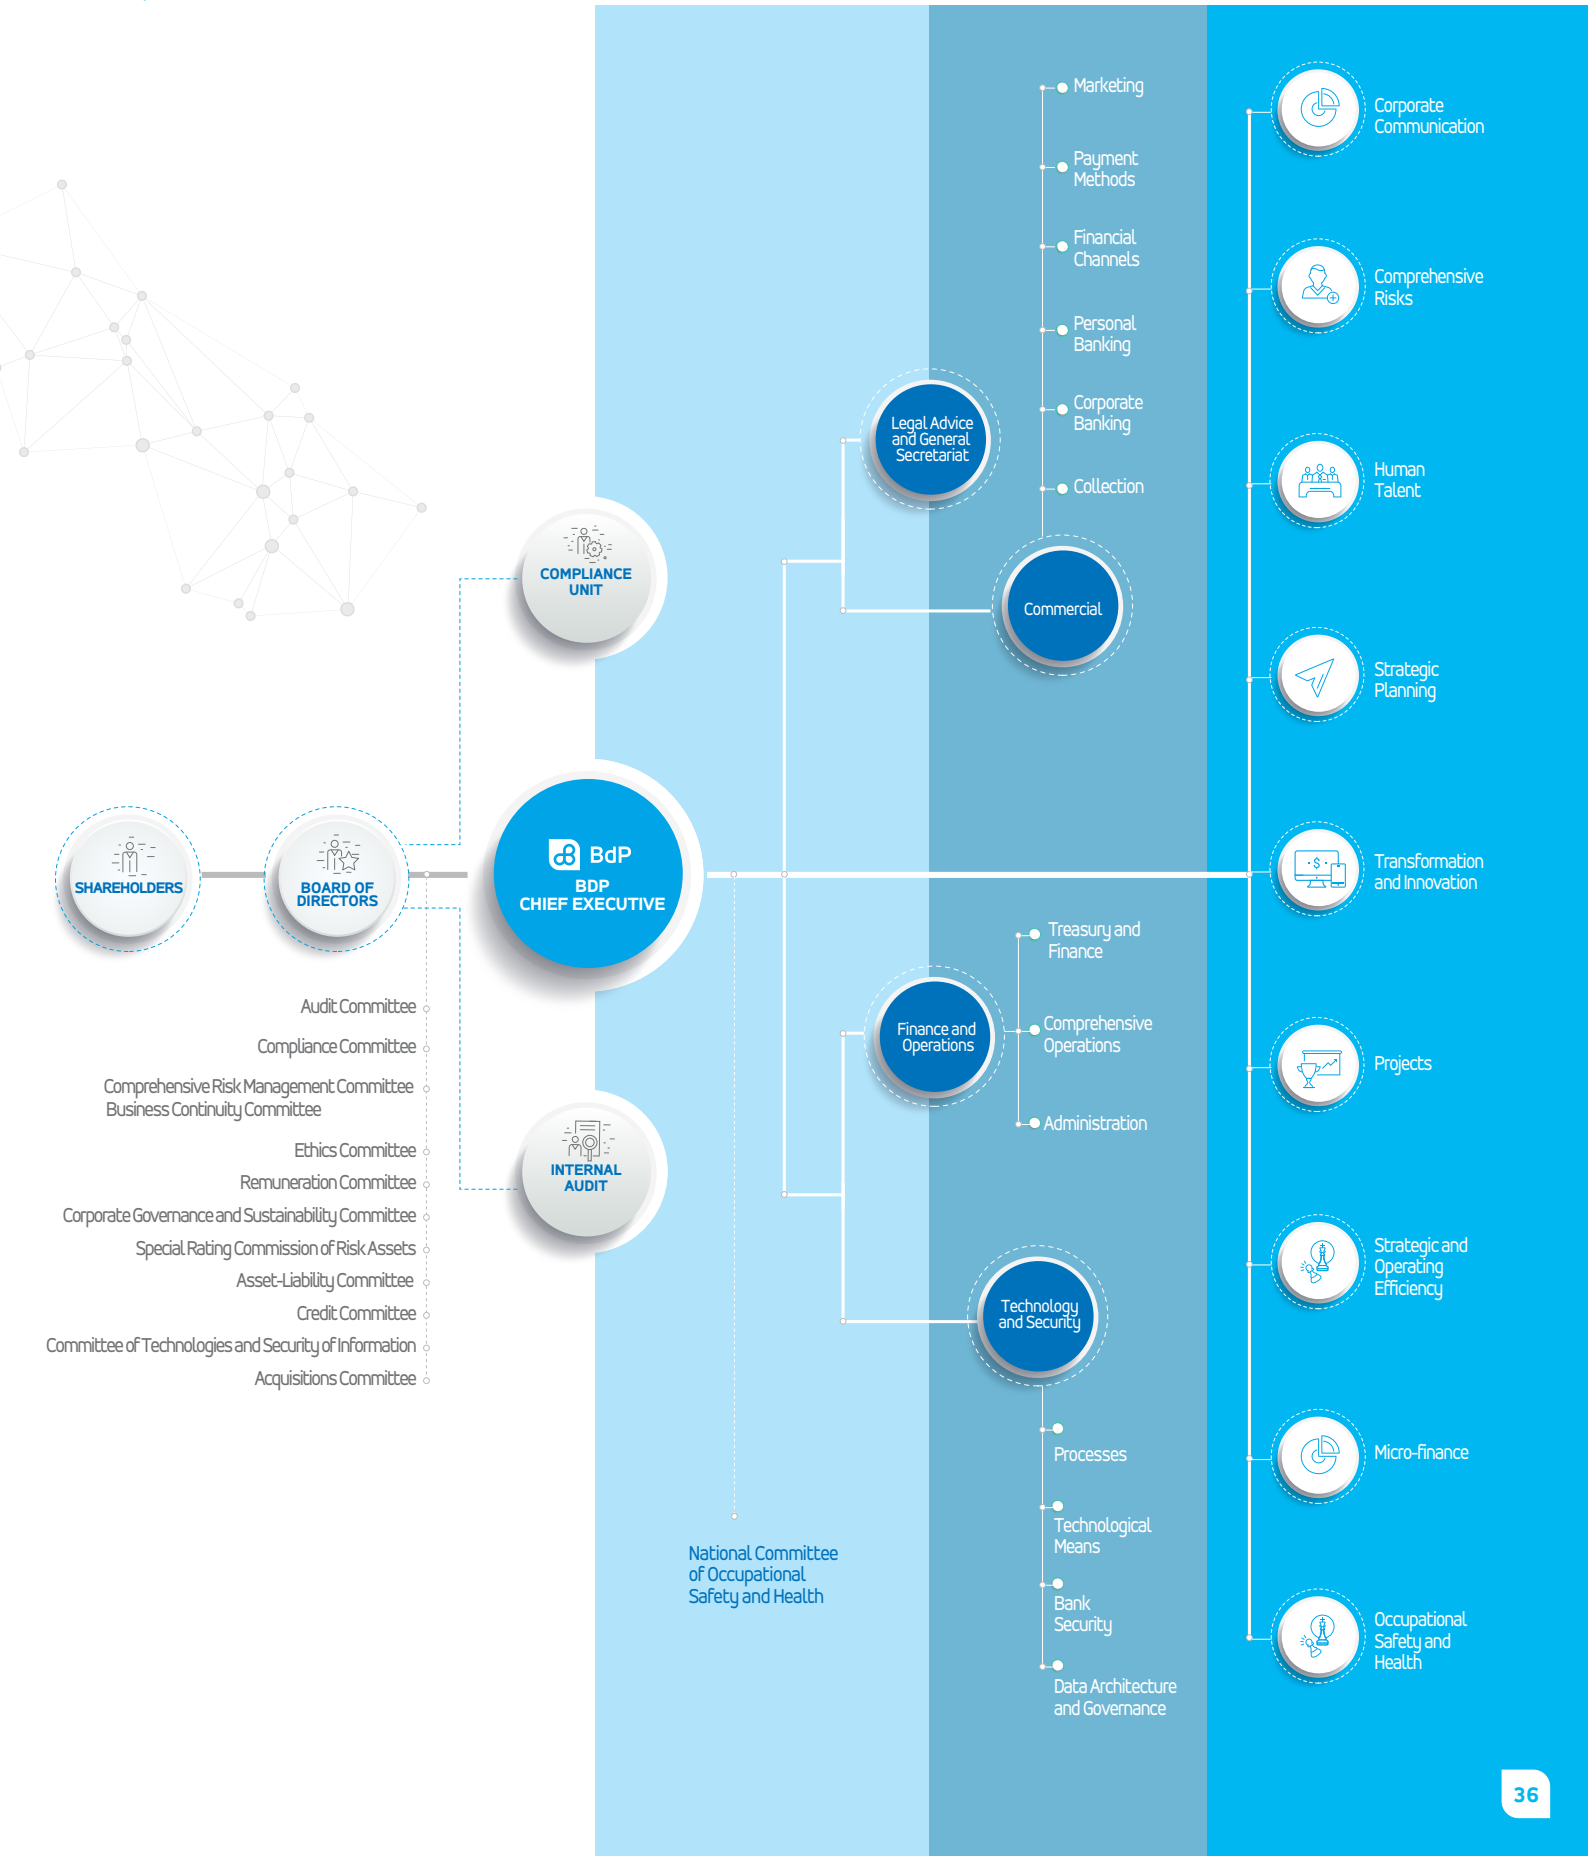 SHAREHOLDERS
BOARD OF
DIRECTORS
COMPLIANCE
UNIT
BdP
BDP
CHIEF EXECUTIVE
INTERNAL
AUDIT
Audit Committee
Compliance Committee
Comprehensive Risk Management Committee
Business Continuity Committee
Ethics Committee
Remuneration Committee
Corporate Governance and Sustainability Committee
Special Rating Commission of Risk Assets
Asset-Liability Committee
Credit Committee
Committee of Technologies and Security of Information
Acquisitions Committee
National Committee
of Occupational
Safety and Health
Legal Advice
and General
Secretariat
Marketing
Payment
Methods
Financial
Channels
Personal
Banking
Corporate
Banking
Collection
Commercial
Finance and
Operations
Treasury and
Finance
Comprehensive
Operations
Administration
Technology
and Security
Processes
Technological
Means
Bank
Security
Data Architecture
and Governance
Corporate
Communication
Comprehensive
Risks
Human
Talent
Strategic
Planning
Transformation
and Innovation
Projects
Strategic and
Operating
Efficiency
Micro-finance
Occupational
Safety and
Health
36